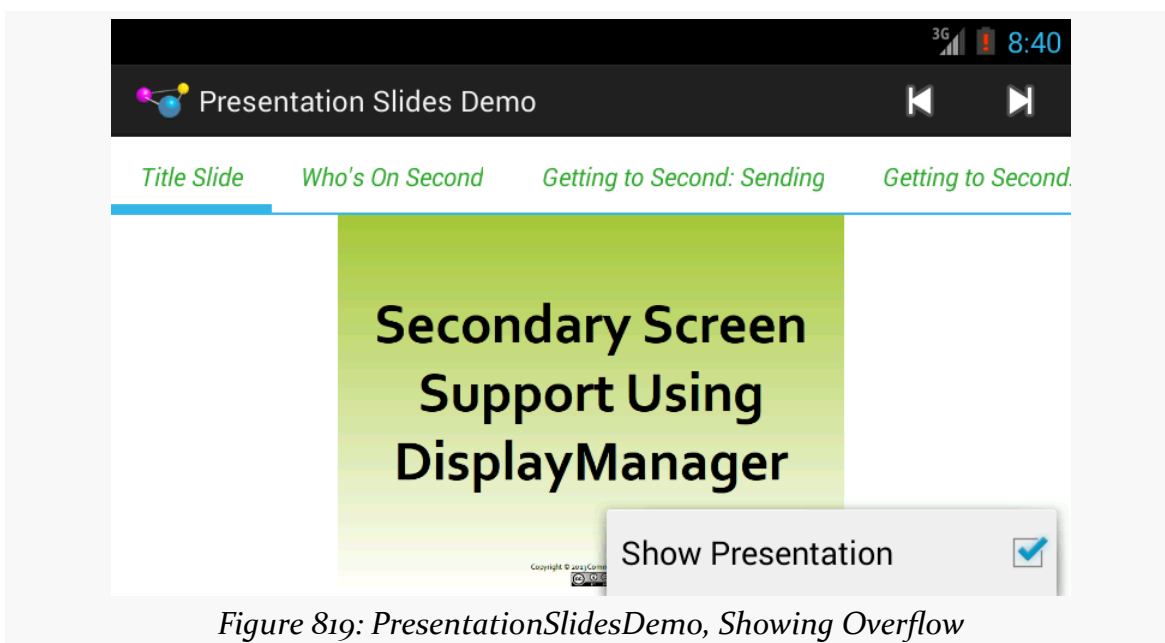 3G 8:40
Presentation Slides Demo
Title Slide Who's On Second Getting to Second: Sending Getting to Second:
Secondary Screen
Support Using
DisplayManager
Copyright ©
Show Presentation
Figure 819: PresentationSlidesDemo, Showing Overflow